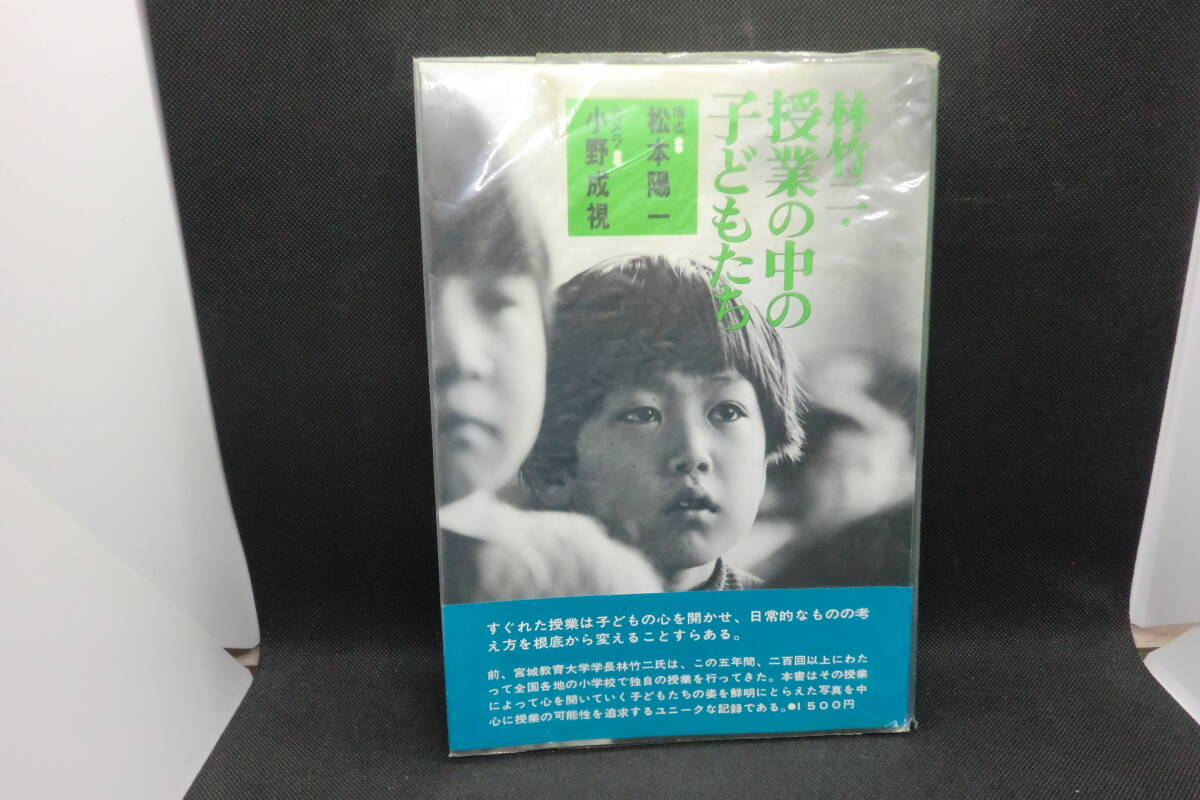 林竹二・
授業の中の
子どもたち
構成●
松本陽一
カメラ●
小野成視
すぐれた授業は子どもの心を開かせ、日常的なものの考
え方を根底から変えることすらある。
前、宮城教育大学学長林竹二氏は、この五年間、二百回以上にわた
って全国各地の小学校で独自の授業を行ってきた。本書はその授業
によって心を開いていく子どもたちの姿を鮮明にとらえた写真を中
心に授業の可能性を追求するユニークな記録である。●1500円